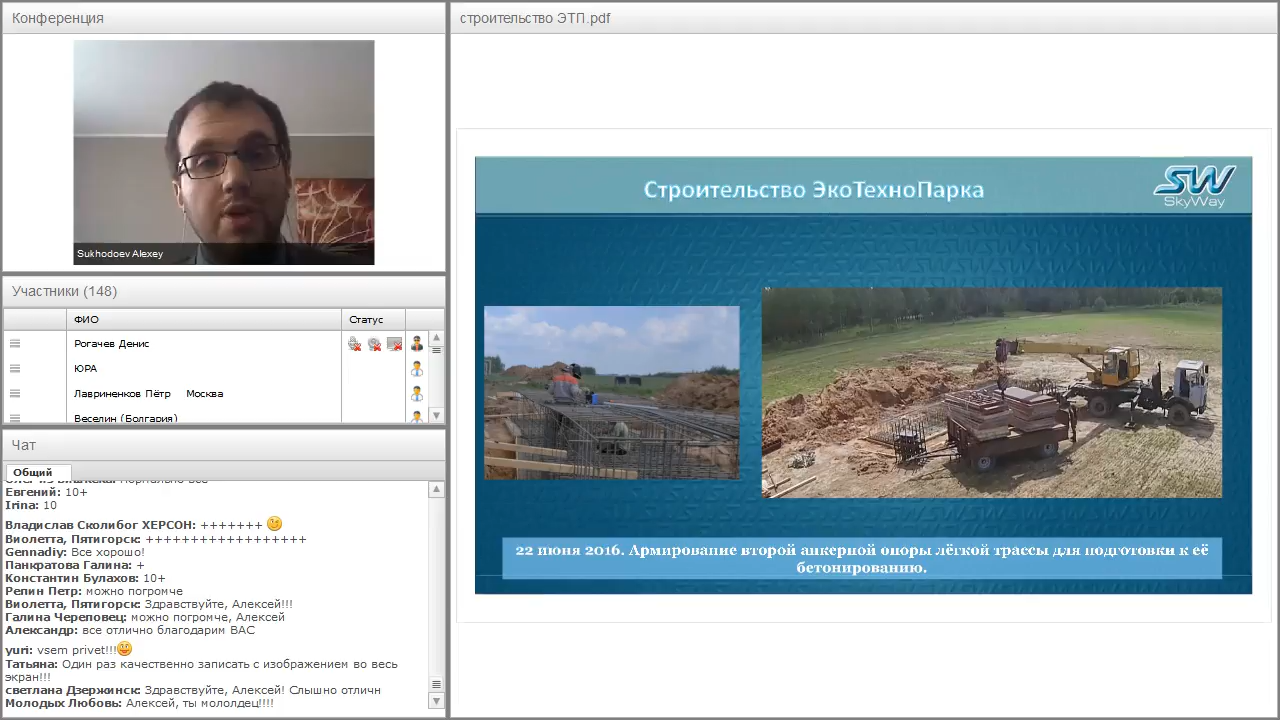 Конференция
Sukhodoev Alexey
Участники (148)
ФИО
Статус
Рогачев Денис
ЮРА
Лавриненков Пётр Москва
Веселин (Болгария)
Чат
Общий
Евгений: 10+
Irina: 10
Владислав Сколибог ХЕРСОН: +++++++
Виолетта, Пятигорск: ++++++++++++++++++
Gennadiy: Все хорошо!
Панкратова Галина: +
Константин Булахов: 10+
Репин Петр: можно погромче
Виолетта, Пятигорск: Здравствуйте, Алексей!!!
Галина Череповец: можно погромче, Алексей
Александр: все отлично благодарим ВАС
yuri: vsem privet!!!
Татьяна: Один раз качественно записать с изображением во весь
экран!!!
светлана Дзержинск: Здравствуйте, Алексей! Слышно отличн
Молодых Любовь: Алексей, ты мололдец!!!!
строительство ЭТП.pdf
Строительство ЭкоТехноПарка
SW
SkyWay
22 июня 2016. Армирование второй анкерной опоры лёгкой трассы для подготовки к её
бетонированию.